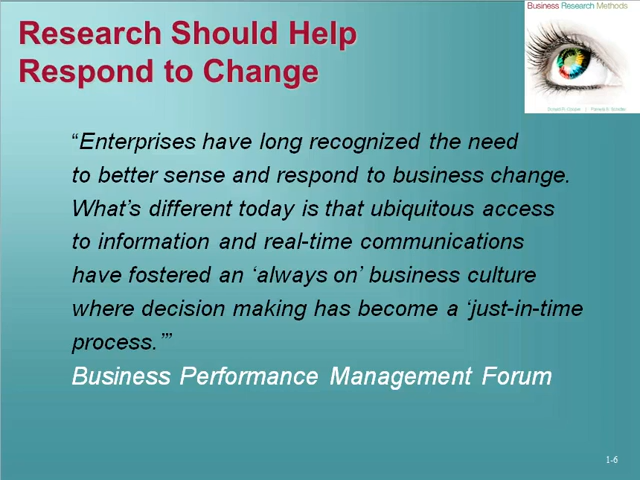 Research Should Help
Respond to Change
Business Research Methods
“Enterprises have long recognized the need
to better sense and respond to business change.
What’s different today is that ubiquitous access
to information and real-time communications
have fostered an ‘always on’ business culture
where decision making has become a ‘just-in-time
process.’”
Business Performance Management Forum
1-6